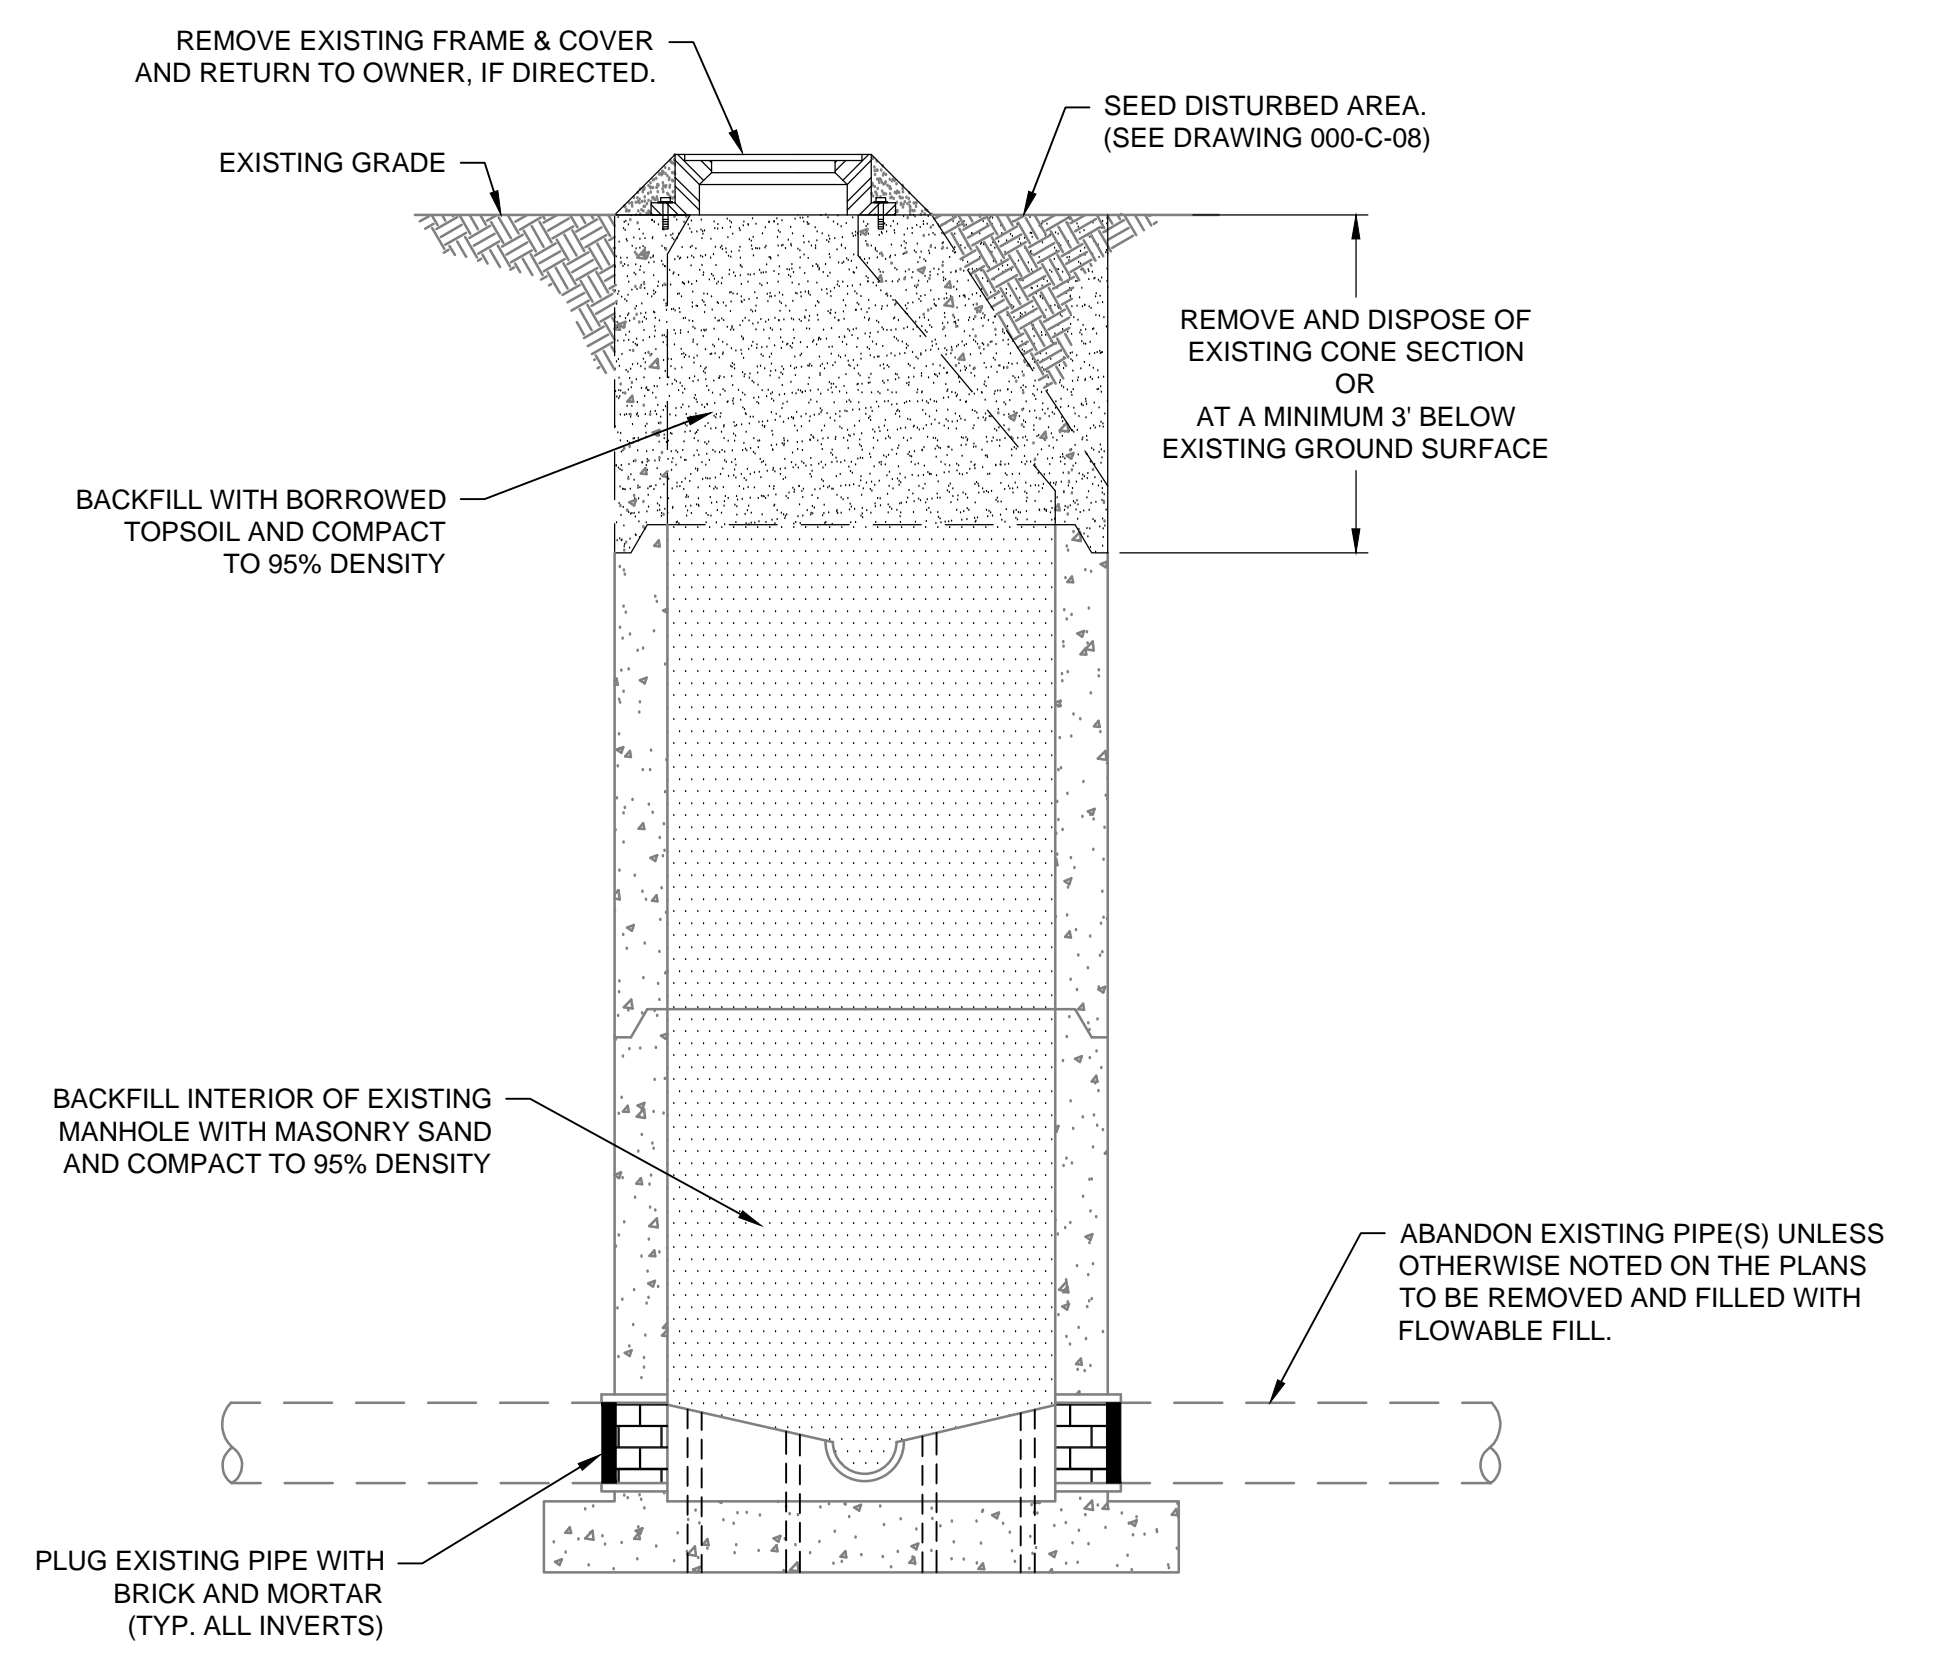 REMOVE EXISTING FRAME & COVER
AND RETURN TO OWNER, IF DIRECTED.
SEED DISTURBED AREA.
(SEE DRAWING 000-C-08)
EXISTING GRADE
REMOVE AND DISPOSE OF
EXISTING CONE SECTION
OR
AT A MINIMUM 3' BELOW
EXISTING GROUND SURFACE
BACKFILL WITH BORROWED
TOPSOIL AND COMPACT
TO 95% DENSITY
BACKFILL INTERIOR OF EXISTING
MANHOLE WITH MASONRY SAND
AND COMPACT TO 95% DENSITY
ABANDON EXISTING PIPE(S) UNLESS
OTHERWISE NOTED ON THE PLANS
TO BE REMOVED AND FILLED WITH
FLOWABLE FILL.
PLUG EXISTING PIPE WITH
BRICK AND MORTAR
(TYP. ALL INVERTS)